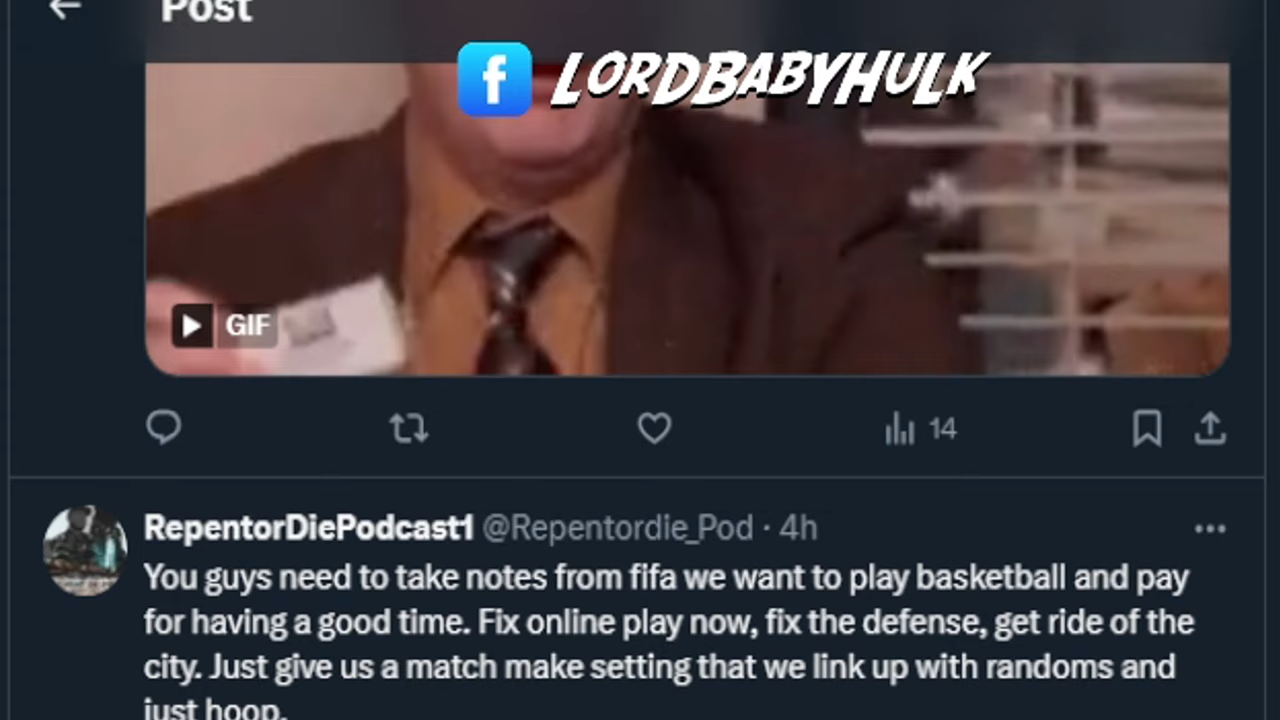 Post
f LORDBABYHULK
GIF
14
RepentorDiePodcast1 @Repentordie_Pod · 4h
You guys need to take notes from fifa we want to play basketball and pay
for having a good time. Fix online play now, fix the defense, get ride of the
city. Just give us a match make setting that we link up with randoms and
just hoop.